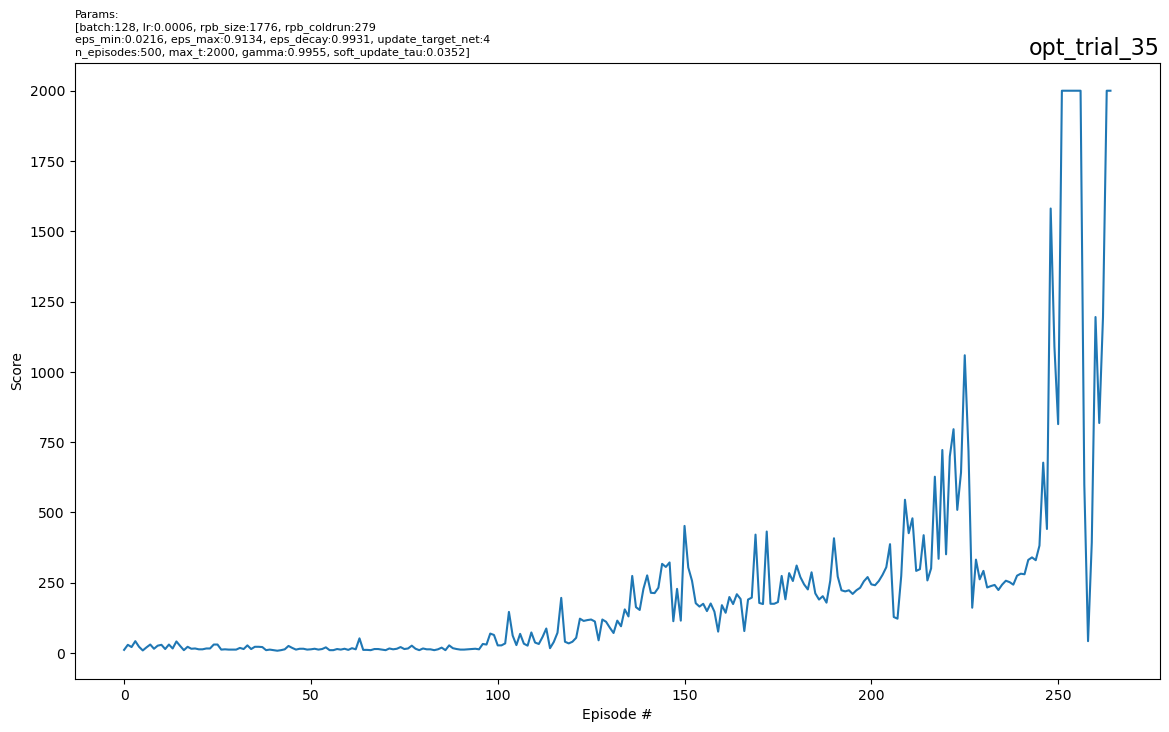 Params:
[batch:128, lr:0.0006, rpb_size:1776, rpb_coldrun:279
eps_min:0.0216, eps_max:0.9134, eps_decay:0.9931, update_target_net:4
n_episodes:500, max_t:2000, gamma:0.9955, soft_update_tau:0.0352]
opt_trial_35
2000
1750
1500
1250
1000
750
500
250
0
Score
0 50 100 150 200 250
Episode #